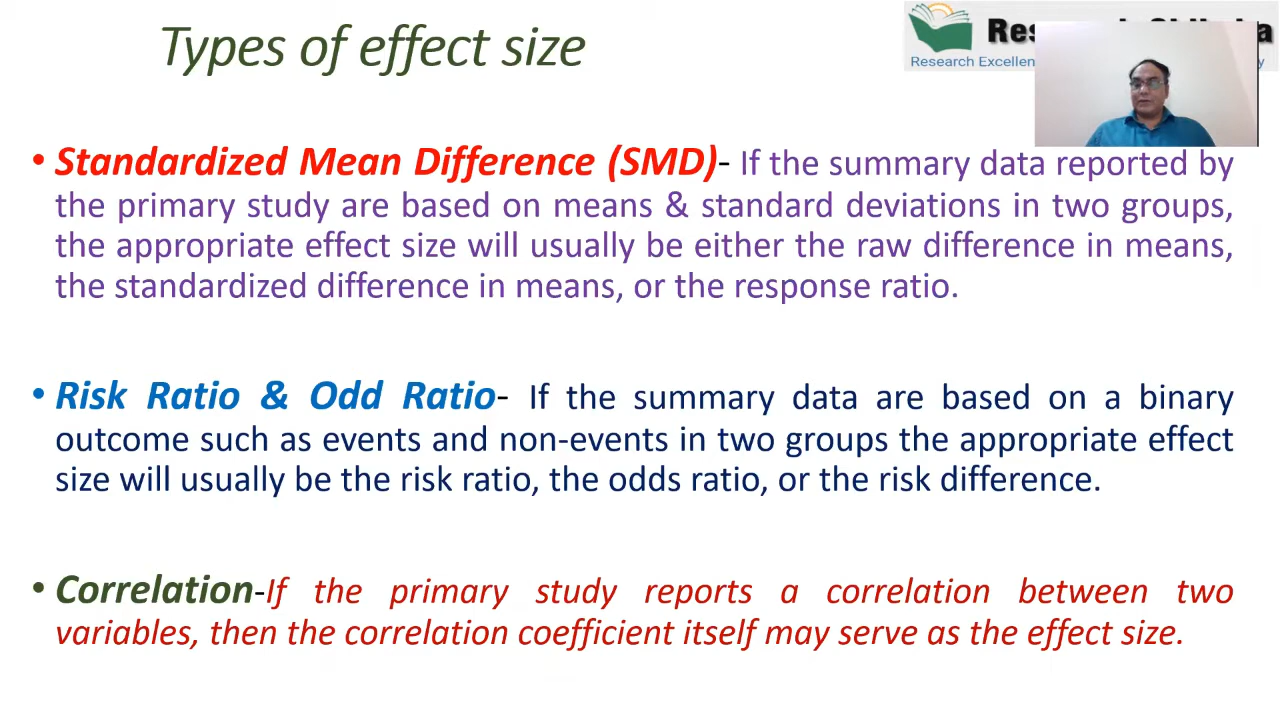 Types of effect size
Research Excellen
y
• Standardized Mean Difference (SMD)- If the summary data reported by
the primary study are based on means & standard deviations in two groups,
the appropriate effect size will usually be either the raw difference in means,
the standardized difference in means, or the response ratio.
• Risk Ratio & Odd Ratio- If the summary data are based on a binary
outcome such as events and non-events in two groups the appropriate effect
size will usually be the risk ratio, the odds ratio, or the risk difference.
• Correlation-If the primary study reports a correlation between two
variables, then the correlation coefficient itself may serve as the effect size.